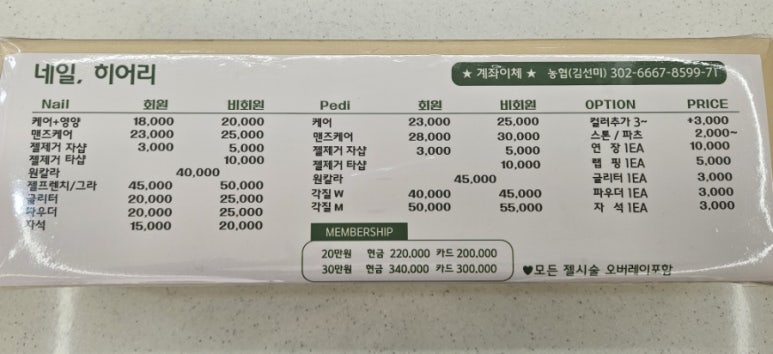 네일, 히어리
★ 계좌이체 ★ 농협(김선미) 302-6667-8599-71
Nail 회원 비회원
케어+영양 18,000 20,000
맨즈케어 23,000 25,000
젤제거 자샵 3,000 5,000
젤제거 타샵 10,000
원칼라 40,000
젤프렌치/그라 45,000 50,000
글리터 20,000 25,000
파우더 20,000 25,000
자석 15,000 20,000
Pedi 회원 비회원
케어 23,000 25,000
맨즈케어 28,000 30,000
젤제거 자샵 3,000 5,000
젤제거 타샵 10,000
원칼라 45,000
각질 W 40,000 45,000
각질 M 50,000 55,000
OPTION PRICE
컬러추가 3~ +3,000
스톤 / 파츠 2,000~
연 장 1EA 10,000
랩 핑 1EA 5,000
글리터 1EA 3,000
파우더 1EA 3,000
자 석 1EA 3,000
MEMBERSHIP
20만원 현금 220,000 카드 200,000
30만원 현금 340,000 카드 300,000
♥모든 젤시술 오버레이포함